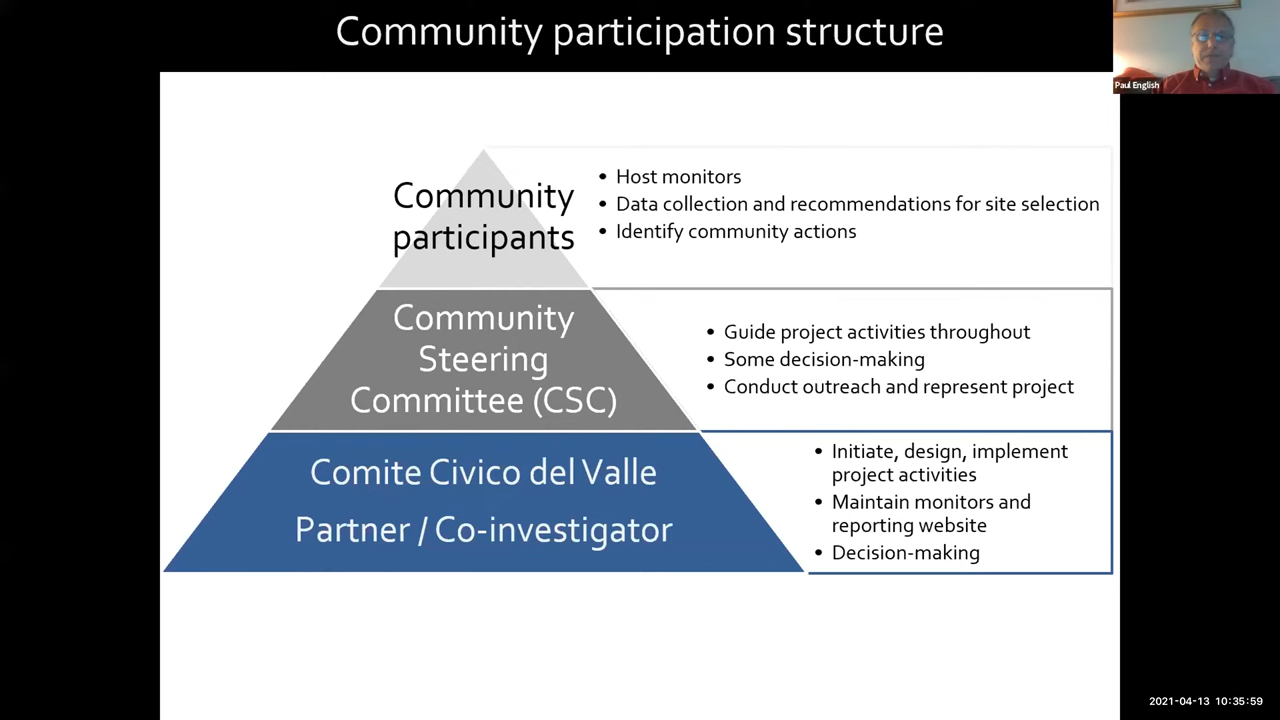 Community participation structure
Paul English
Community
participants
• Host monitors
• Data collection and recommendations for site selection
• Identify community actions
Community
Steering
Committee (CSC)
• Guide project activities throughout
• Some decision-making
• Conduct outreach and represent project
Comite Civico del Valle
Partner / Co-investigator
• Initiate, design, implement
project activities
• Maintain monitors and
reporting website
• Decision-making
2021-04-13 10:35:59